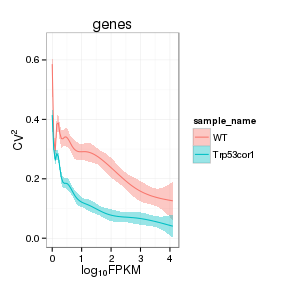 genes
0.6
0.4
0.2
0.0
CV²
0 1 2 3 4
log₁₀FPKM
sample_name
WT
Trp53cor1